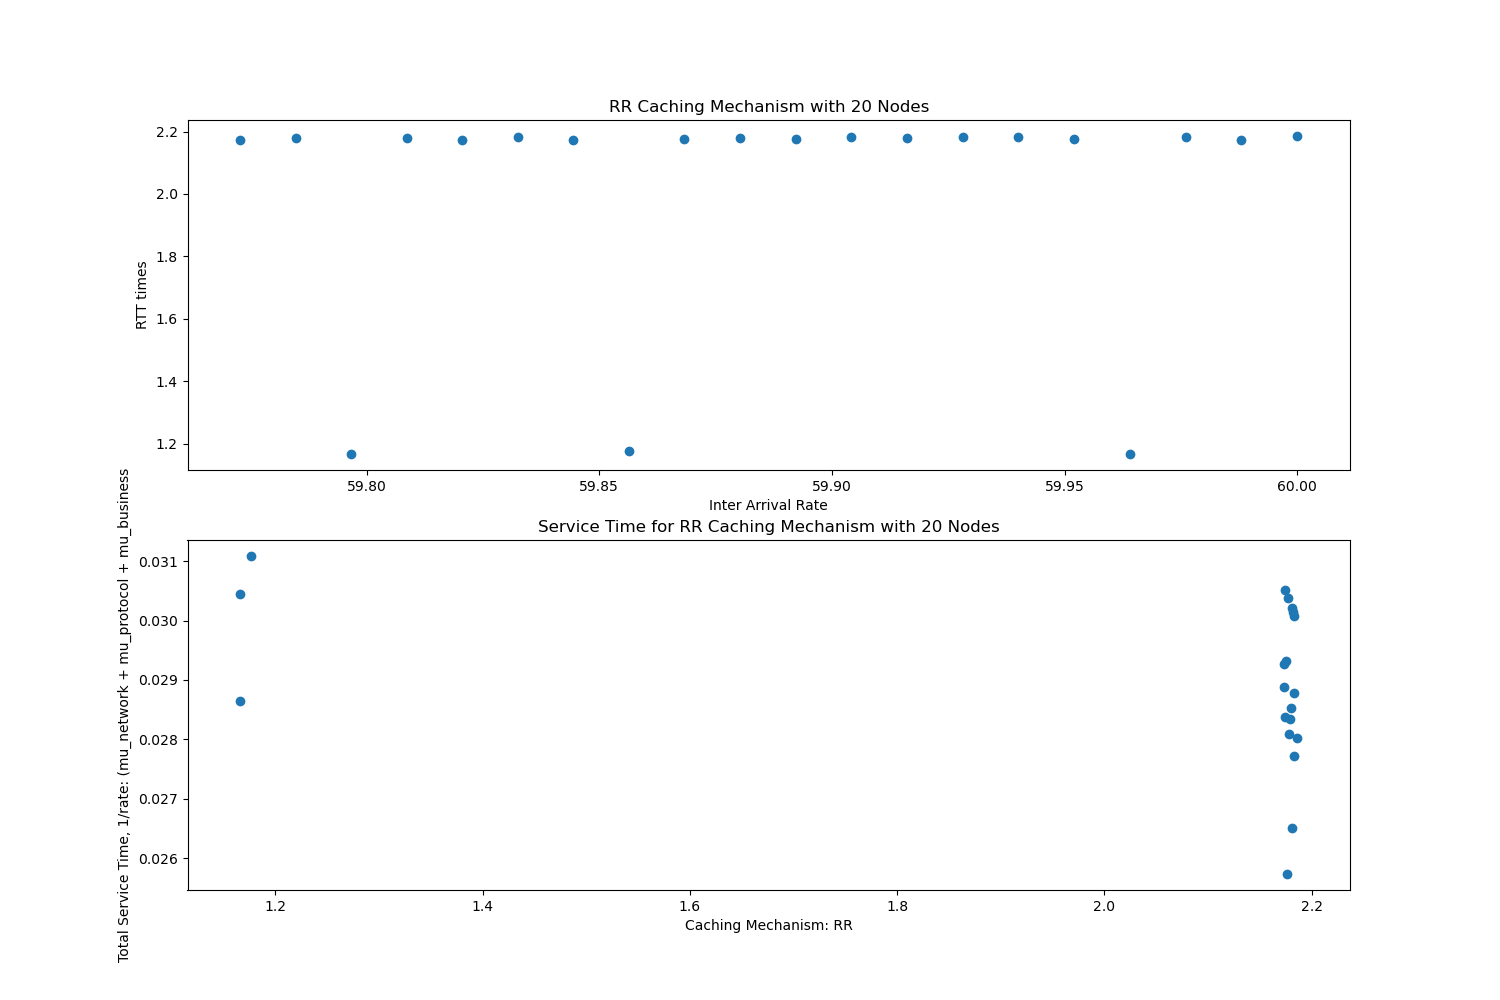 RR Caching Mechanism with 20 Nodes
RTT times
2.2
2.0
1.8
1.6
1.4
1.2
59.80 59.85 59.90 59.95 60.00
Inter Arrival Rate
Service Time for RR Caching Mechanism with 20 Nodes
Total Service Time, 1/rate: (mu_network + mu_protocol + mu_business
0.031
0.030
0.029
0.028
0.027
0.026
1.2 1.4 1.6 1.8 2.0 2.2
Caching Mechanism: RR